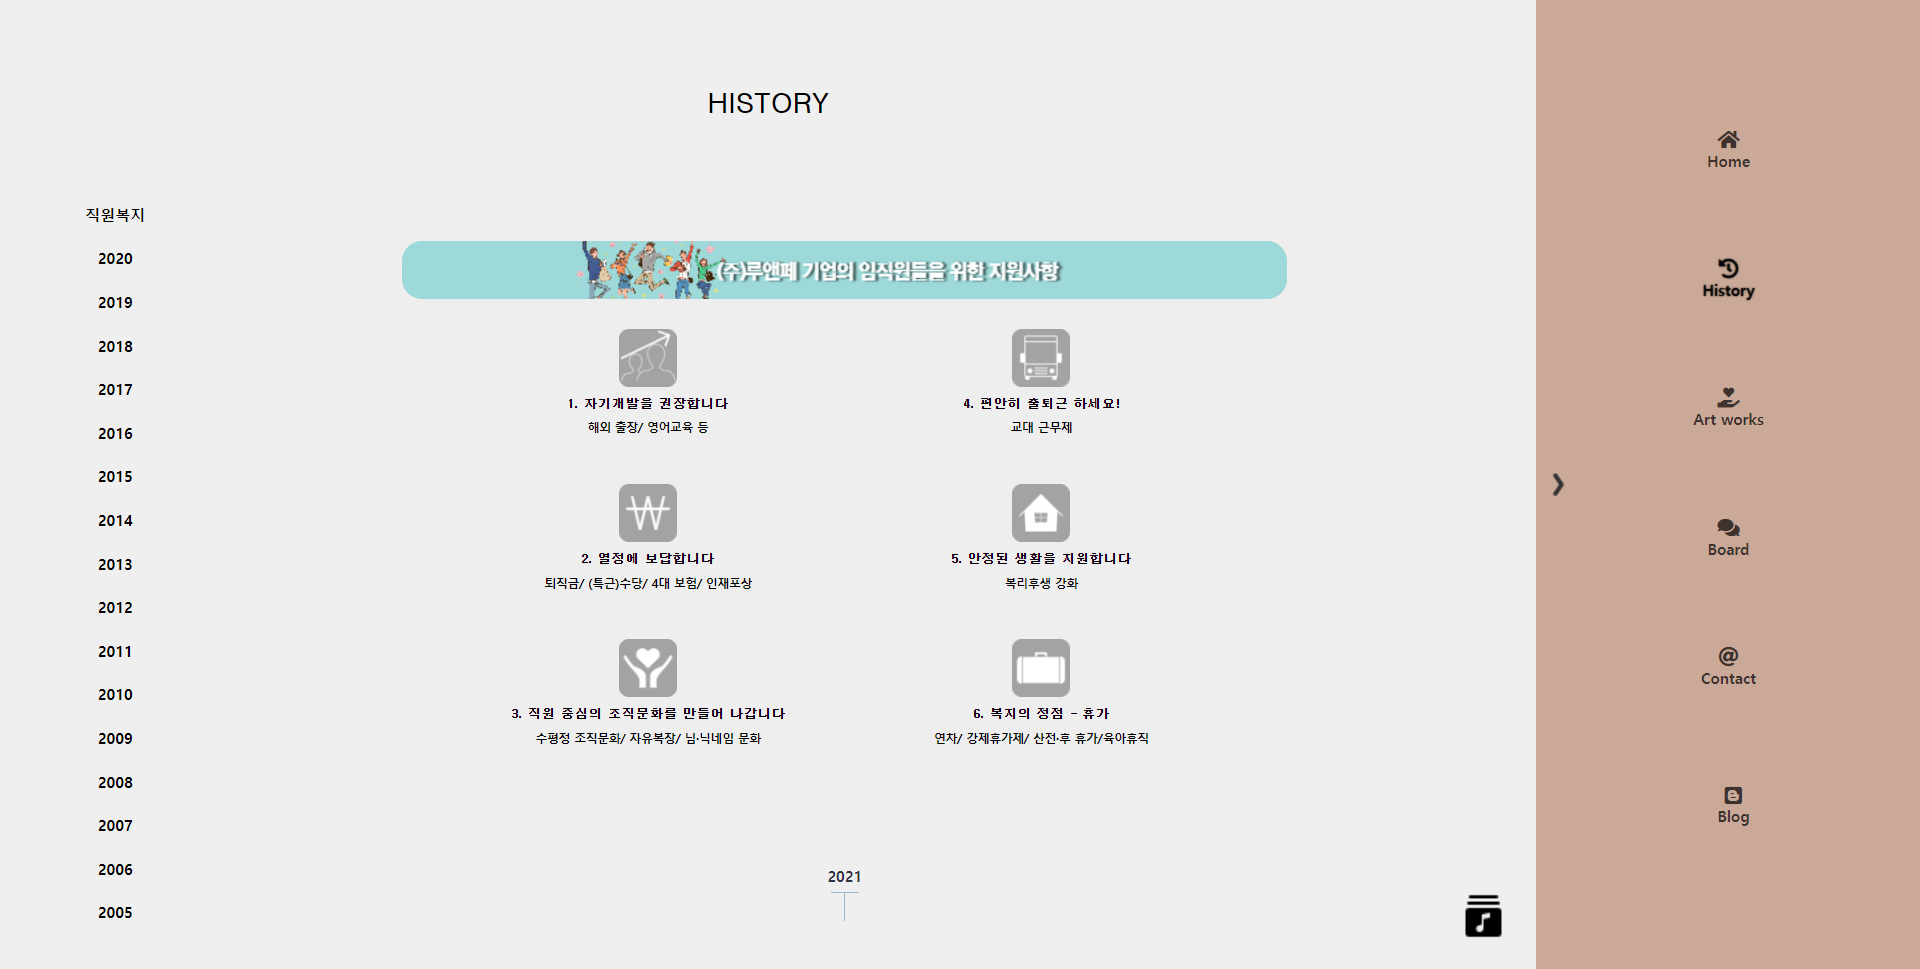 HISTORY
직원복지
2020
2019
2018
2017
2016
2015
2014
2013
2012
2011
2010
2009
2008
2007
2006
2005
(주)루앤페 기업의 임직원들을 위한 지원사항
1. 자기개발을 권장합니다
해외 출장/ 영어교육 등
4. 편안히 출퇴근 하세요!
교대 근무제
2. 열정에 보답합니다
퇴직금/ (특근)수당/ 4대 보험/ 인재포상
5. 안정된 생활을 지원합니다
복리후생 강화
3. 직원 중심의 조직문화를 만들어 나갑니다
수평정 조직문화/ 자유복장/ 님·닉네임 문화
6. 복지의 정점 - 휴가
연차/ 강제휴가제/ 산전·후 휴가/육아휴직
2021
Home
History
Art works
Board
Contact
Blog